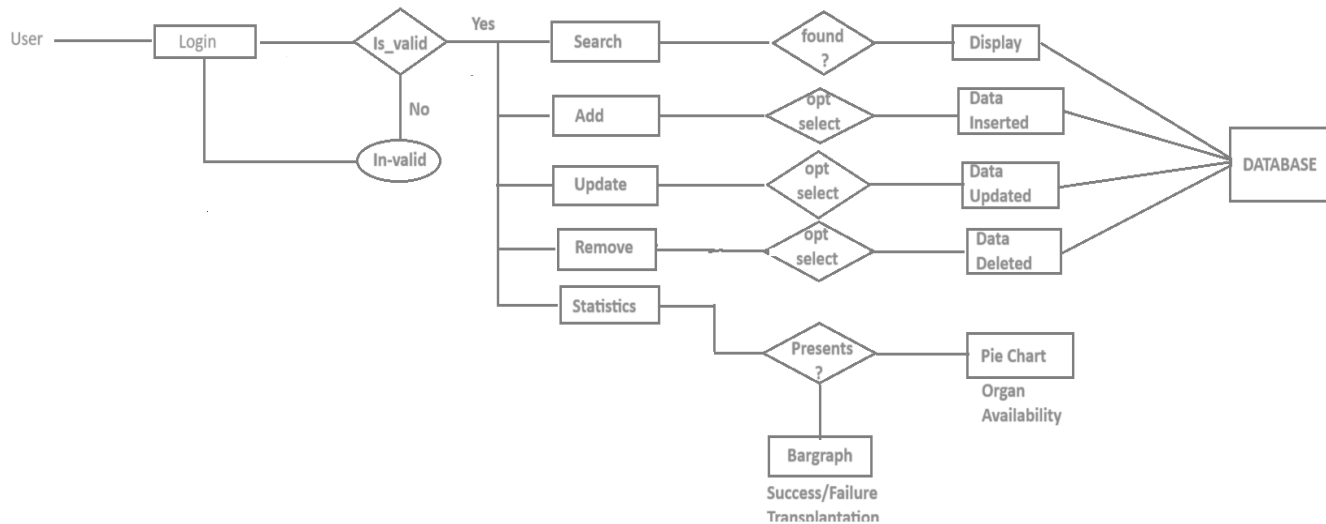 User
Login
Is_valid
Yes
No
In-valid
Search
found
?
Display
Add
opt
select
Data
Inserted
Update
opt
select
Data
Updated
DATABASE
Remove
opt
select
Data
Deleted
Statistics
Presents
?
Pie Chart
Organ
Availability
Bargraph
Success/Failure
Transplantation